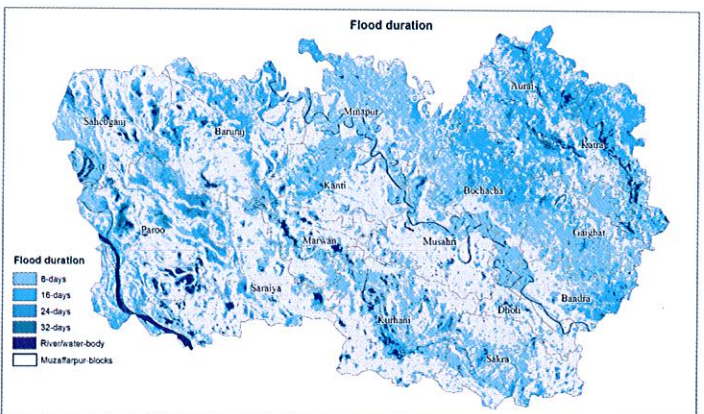 Flood duration
Aurai
Sahebganj
Minapur
Baruraj
Katra
Kanti
Bochacha
Paroo
Gaighat
Marwan
Musahri
Saraiya
Bandra
Dholi
Kurhani
Sakra
Flood duration
8-days
16-days
24-days
32-days
River/water-body
Muzaffarpur-blocks